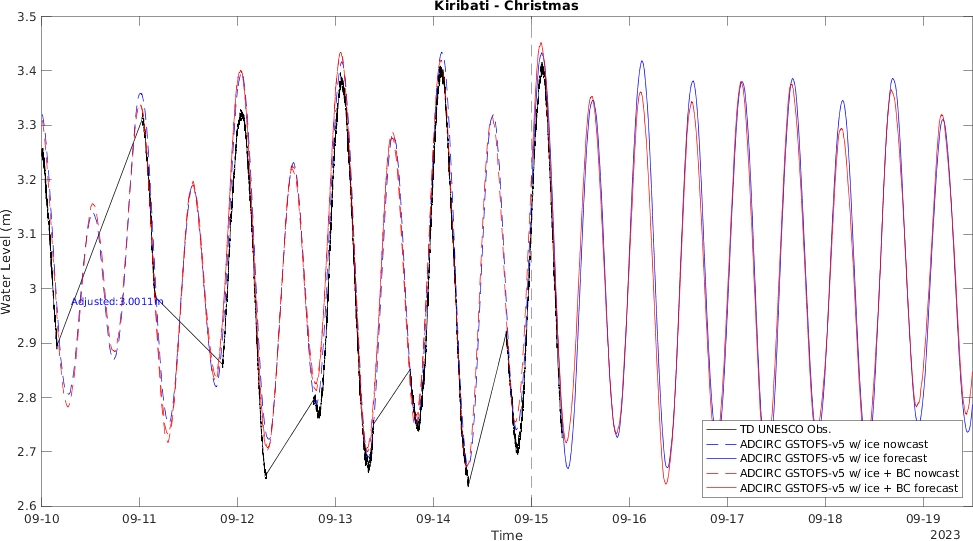 Kiribati - Christmas
3.5
3.4
3.3
3.2
3.1
3
2.9
2.8
2.7
2.6
Water Level (m)
Adjusted:3.0011m
09-10 09-11 09-12 09-13 09-14 09-15 09-16 09-17 09-18 09-19
Time
2023
TD UNESCO Obs.
ADCIRC GSTOFS-v5 w/ ice nowcast
ADCIRC GSTOFS-v5 w/ ice forecast
ADCIRC GSTOFS-v5 w/ ice + BC nowcast
ADCIRC GSTOFS-v5 w/ ice + BC forecast